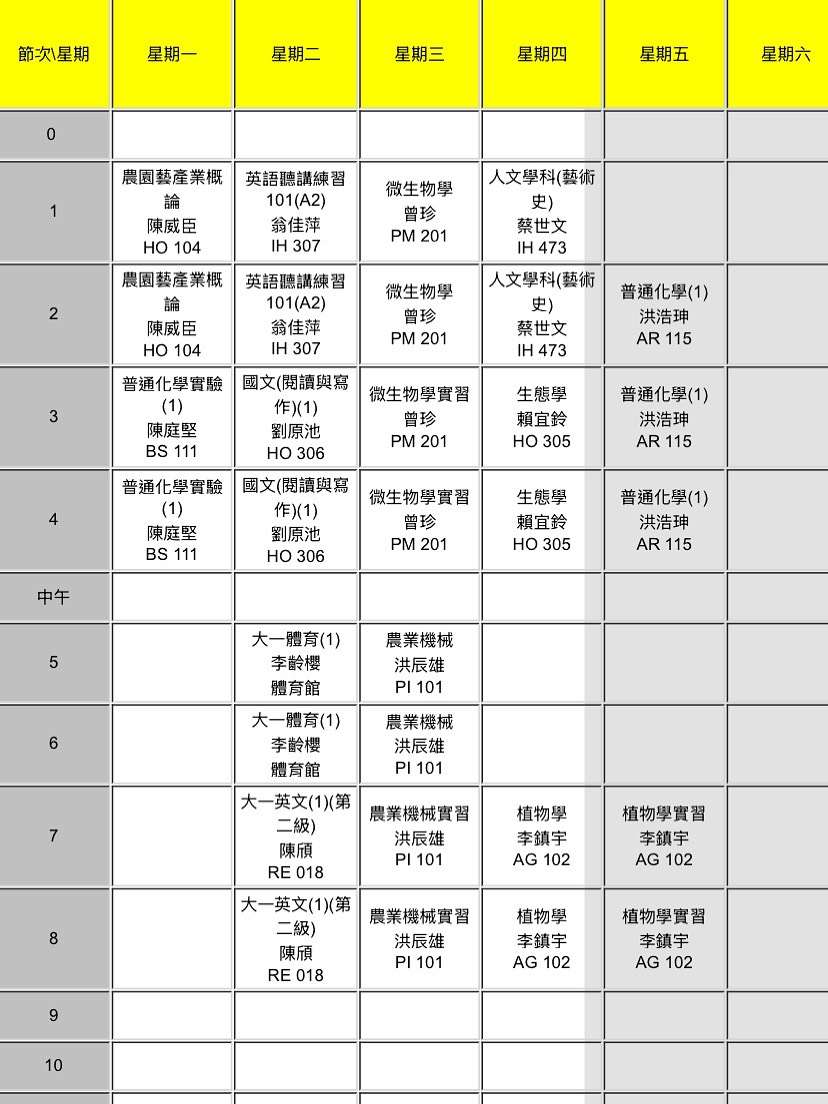 節次\星期 星期一 星期二 星期三 星期四 星期五 星期六
0
1
農園藝產業概
論
陳威臣
HO 104
英語聽講練習
101(A2)
翁佳萍
IH 307
微生物學
曾珍
PM 201
人文學科(藝術
史)
蔡世文
IH 473
2
農園藝產業概
論
陳威臣
HO 104
英語聽講練習
101(A2)
翁佳萍
IH 307
微生物學
曾珍
PM 201
人文學科(藝術
史)
蔡世文
IH 473
普通化學(1)
洪浩珅
AR 115
3
普通化學實驗
(1)
陳庭堅
BS 111
國文(閱讀與寫
作)(1)
劉原池
HO 306
微生物學實習
曾珍
PM 201
生態學
賴宜鈴
HO 305
普通化學(1)
洪浩珅
AR 115
4
普通化學實驗
(1)
陳庭堅
BS 111
國文(閱讀與寫
作)(1)
劉原池
HO 306
微生物學實習
曾珍
PM 201
生態學
賴宜鈴
HO 305
普通化學(1)
洪浩珅
AR 115
中午
5
大一體育(1)
李齡櫻
體育館
農業機械
洪辰雄
PI 101
6
大一體育(1)
李齡櫻
體育館
農業機械
洪辰雄
PI 101
7
大一英文(1)(第
二級)
陳頎
RE 018
農業機械實習
洪辰雄
PI 101
植物學
李鎮宇
AG 102
植物學實習
李鎮宇
AG 102
8
大一英文(1)(第
二級)
陳頎
RE 018
農業機械實習
洪辰雄
PI 101
植物學
李鎮宇
AG 102
植物學實習
李鎮宇
AG 102
9
10